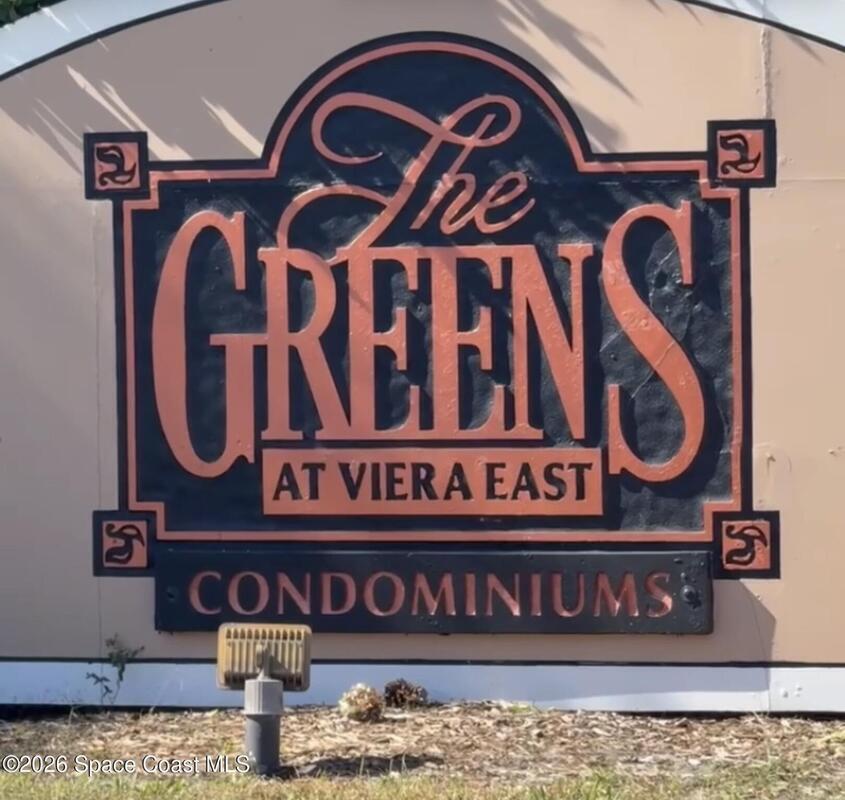 The
GREENS
AT VIERA EAST
CONDOMINIUMS
©2026 Space Coast MLS